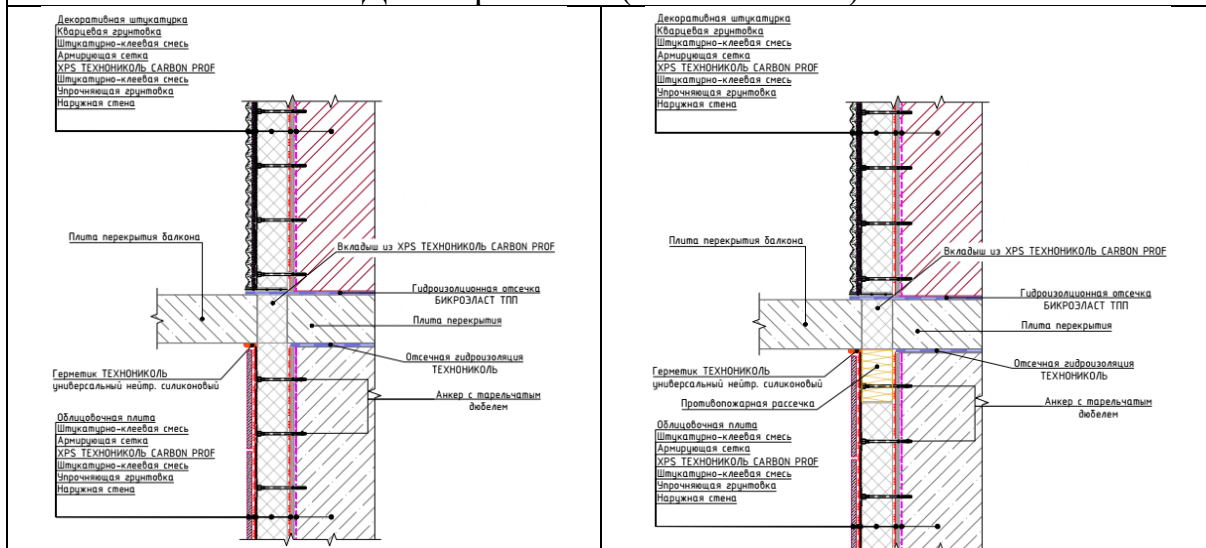 Декоративная штукатурка
Кварцевая грунтовка
Штукатурно-клеевая смесь
Армирующая сетка
XPS ТЕХНОНИКОЛЬ CARBON PROF
Штукатурно-клеевая смесь
Упрочняющая грунтовка
Наружная стена
Плита перекрытия балкона
Вкладыш из XPS ТЕХНОНИКОЛЬ CARBON PROF
Гидроизоляционная отсечка
БИКРОЭЛАСТ ТПП
Плита перекрытия
Отсечная гидроизоляция
ТЕХНОНИКОЛЬ
Герметик ТЕХНОНИКОЛЬ
универсальный нейтр. силиконовый
Анкер с тарельчатым
дюбелем
Облицовочная плита
Штукатурно-клеевая смесь
Армирующая сетка
XPS ТЕХНОНИКОЛЬ CARBON PROF
Штукатурно-клеевая смесь
Упрочняющая грунтовка
Наружная стена
Декоративная штукатурка
Кварцевая грунтовка
Штукатурно-клеевая смесь
Армирующая сетка
XPS ТЕХНОНИКОЛЬ CARBON PROF
Штукатурно-клеевая смесь
Упрочняющая грунтовка
Наружная стена
Плита перекрытия балкона
Вкладыш из XPS ТЕХНОНИКОЛЬ CARBON PROF
Гидроизоляционная отсечка
БИКРОЭЛАСТ ТПП
Плита перекрытия
Отсечная гидроизоляция
ТЕХНОНИКОЛЬ
Герметик ТЕХНОНИКОЛЬ
универсальный нейтр. силиконовый
Противопожарная рассечка
Анкер с тарельчатым
дюбелем
Облицовочная плита
Штукатурно-клеевая смесь
Армирующая сетка
XPS ТЕХНОНИКОЛЬ CARBON PROF
Штукатурно-клеевая смесь
Упрочняющая грунтовка
Наружная стена